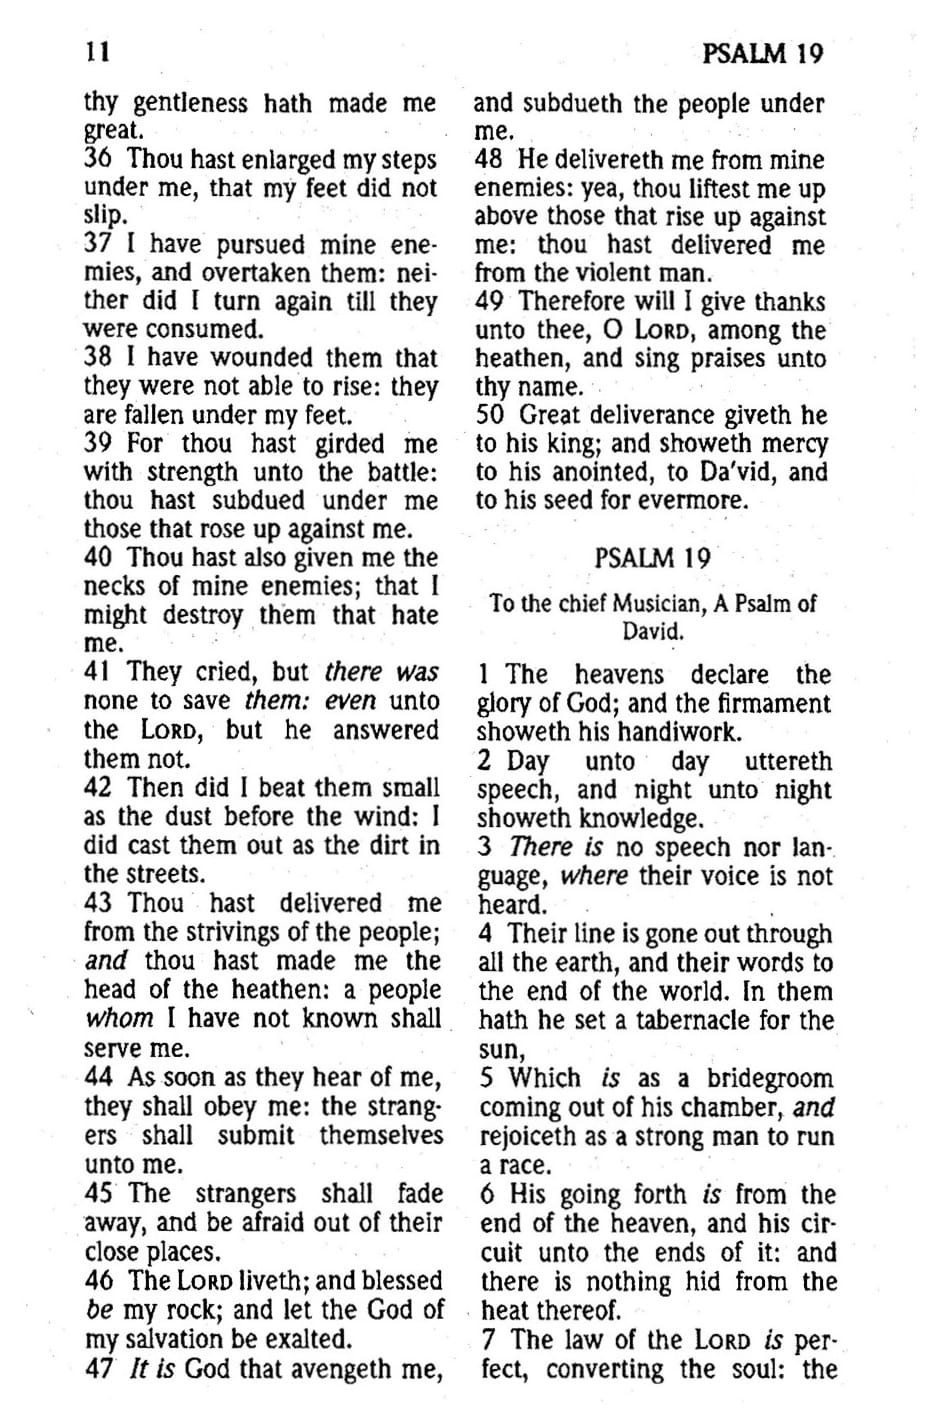 11
PSALM 19
thy gentleness hath made me
great.
36 Thou hast enlarged my steps
under me, that my feet did not
slip.
37 I have pursued mine ene-
mies, and overtaken them: nei-
ther did I turn again till they
were consumed.
38 I have wounded them that
they were not able to rise: they
are fallen under my feet.
39 For thou hast girded me
with strength unto the battle:
thou hast subdued under me
those that rose up against me.
40 Thou hast also given me the
necks of mine enemies; that I
might destroy them that hate
me.
41 They cried, but there was
none to save them: even unto
the LORD, but he answered
them not.
42 Then did I beat them small
as the dust before the wind: I
did cast them out as the dirt in
the streets.
43 Thou hast delivered me
from the strivings of the people;
and thou hast made me the
head of the heathen: a people
whom I have not known shall
serve me.
44 As soon as they hear of me,
they shall obey me: the strang-
ers shall submit themselves
unto me.
45 The strangers shall fade
away, and be afraid out of their
close places.
46 The LORD liveth; and blessed
be my rock; and let the God of
my salvation be exalted.
47 It is God that avengeth me,
and subdueth the people under
me.
48 He delivereth me from mine
enemies: yea, thou liftest me up
above those that rise up against
me: thou hast delivered me
from the violent man.
49 Therefore will I give thanks
unto thee, O LORD, among the
heathen, and sing praises unto
thy name.
50 Great deliverance giveth he
to his king; and showeth mercy
to his anointed, to Da'vid, and
to his seed for evermore.
PSALM 19
To the chief Musician, A Psalm of
David.
1 The heavens declare the
glory of God; and the firmament
showeth his handiwork.
2 Day unto day uttereth
speech, and night unto night
showeth knowledge.
3 There is no speech nor lan-
guage, where their voice is not
heard.
4 Their line is gone out through
all the earth, and their words to
the end of the world. In them
hath he set a tabernacle for the
sun,
5 Which is as a bridegroom
coming out of his chamber, and
rejoiceth as a strong man to run
a race.
6 His going forth is from the
end of the heaven, and his cir-
cuit unto the ends of it: and
there is nothing hid from the
heat thereof.
7 The law of the LORD is per-
fect, converting the soul: the